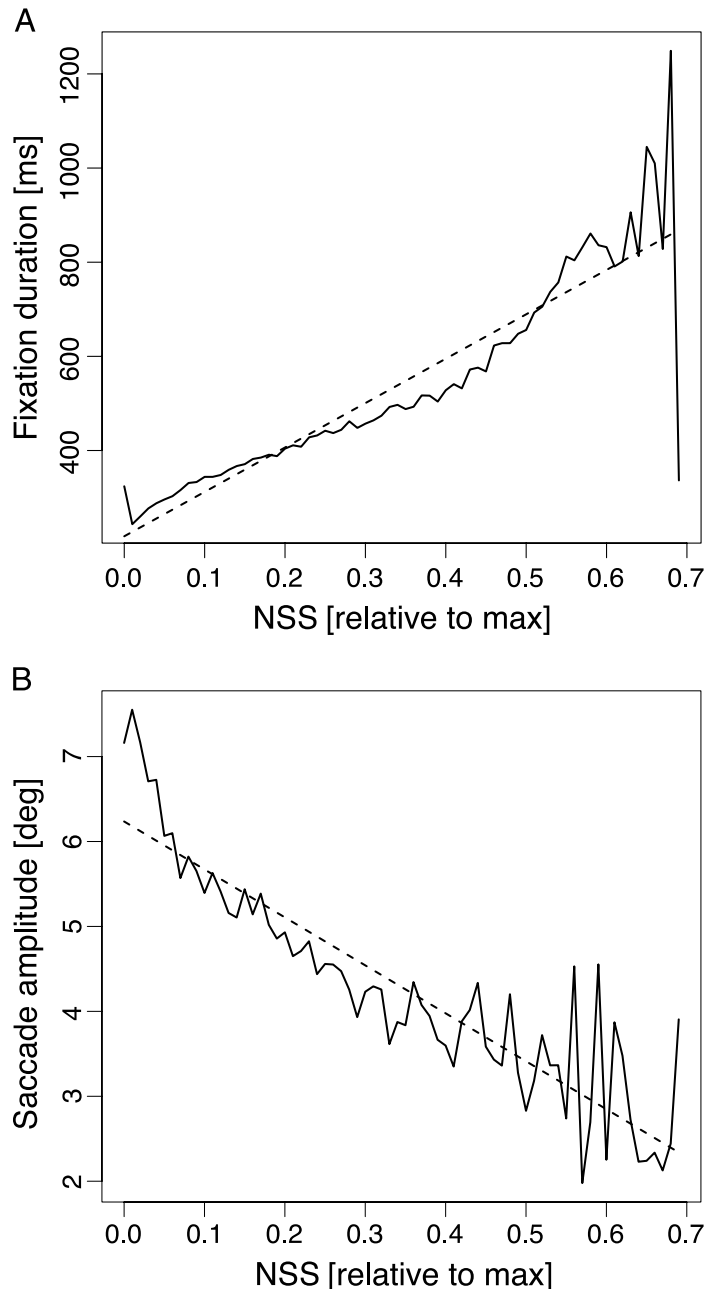 A
Fixation duration [ms]
1200
1000
800
600
400
0.0 0.1 0.2 0.3 0.4 0.5 0.6 0.7
NSS [relative to max]
B
Saccade amplitude [deg]
7
6
5
4
3
2
0.0 0.1 0.2 0.3 0.4 0.5 0.6 0.7
NSS [relative to max]